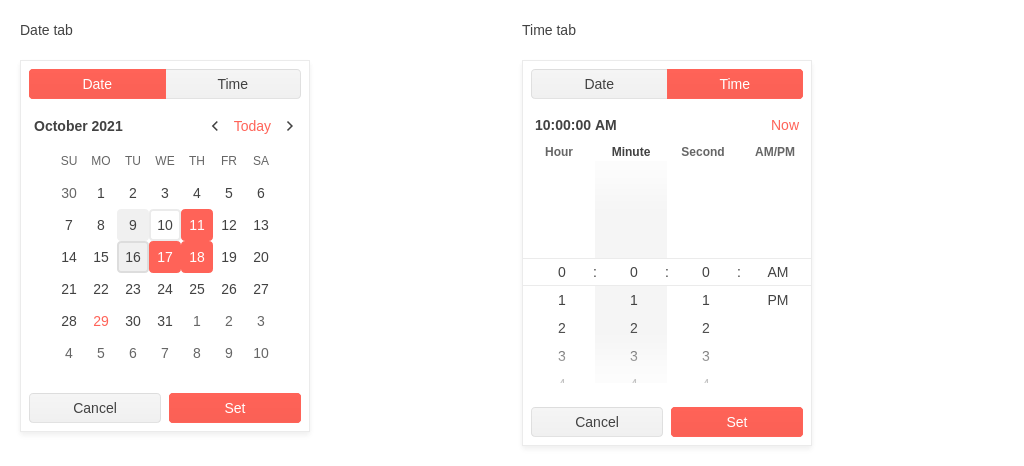 Date tab
Date Time
October 2021 Today
SU MO TU WE TH FR SA
30 1 2 3 4 5 6
7 8 9 10 11 12 13
14 15 16 17 18 19 20
21 22 23 24 25 26 27
28 29 30 31 1 2 3
4 5 6 7 8 9 10
Cancel Set
Time tab
Date Time
10:00:00 AM Now
Hour Minute Second AM/PM
0 : 0 : 0 : AM
1 1 1 PM
2 2 2
3 3 3
4 4 4
Cancel Set